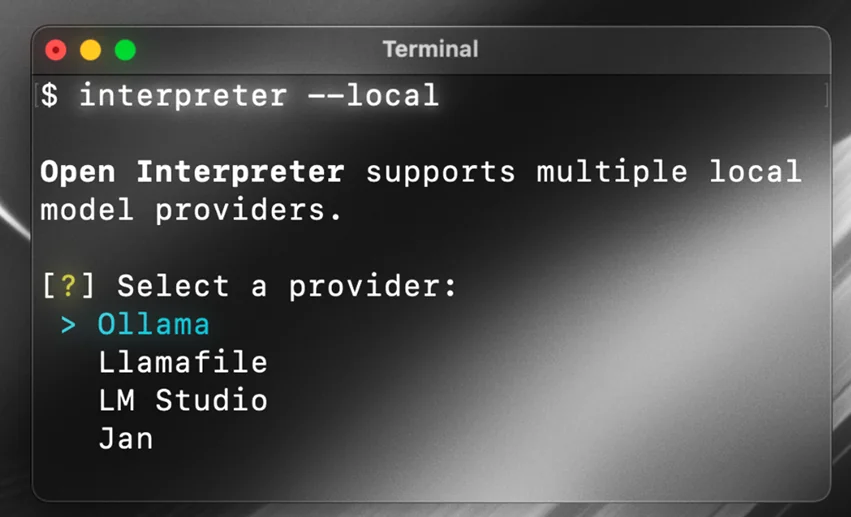 Terminal
$ interpreter --local
Open Interpreter supports multiple local
model providers.
[?] Select a provider:
> Ollama
Llamafile
LM Studio
Jan